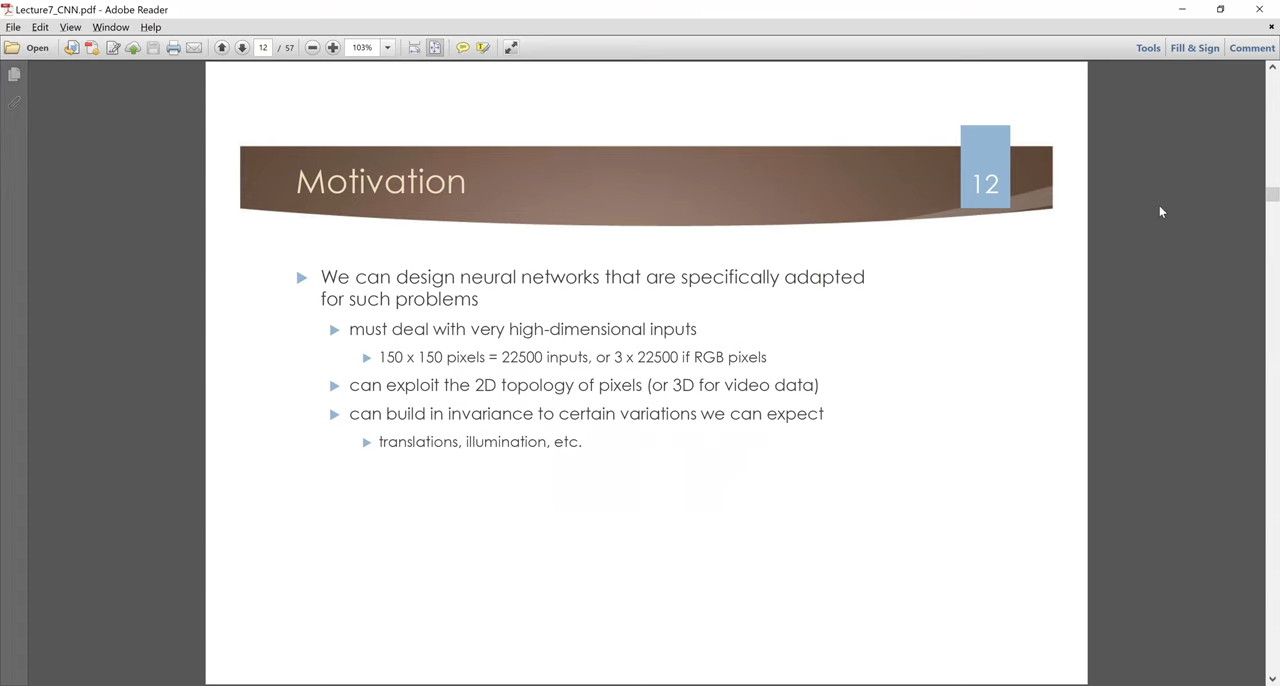 Lecture7_CNN.pdf - Adobe Reader
File Edit View Window Help
Open 12 / 57 103% Tools Fill & Sign Comment
Motivation
12
We can design neural networks that are specifically adapted
for such problems
must deal with very high-dimensional inputs
150 x 150 pixels = 22500 inputs, or 3 x 22500 if RGB pixels
can exploit the 2D topology of pixels (or 3D for video data)
can build in invariance to certain variations we can expect
translations, illumination, etc.